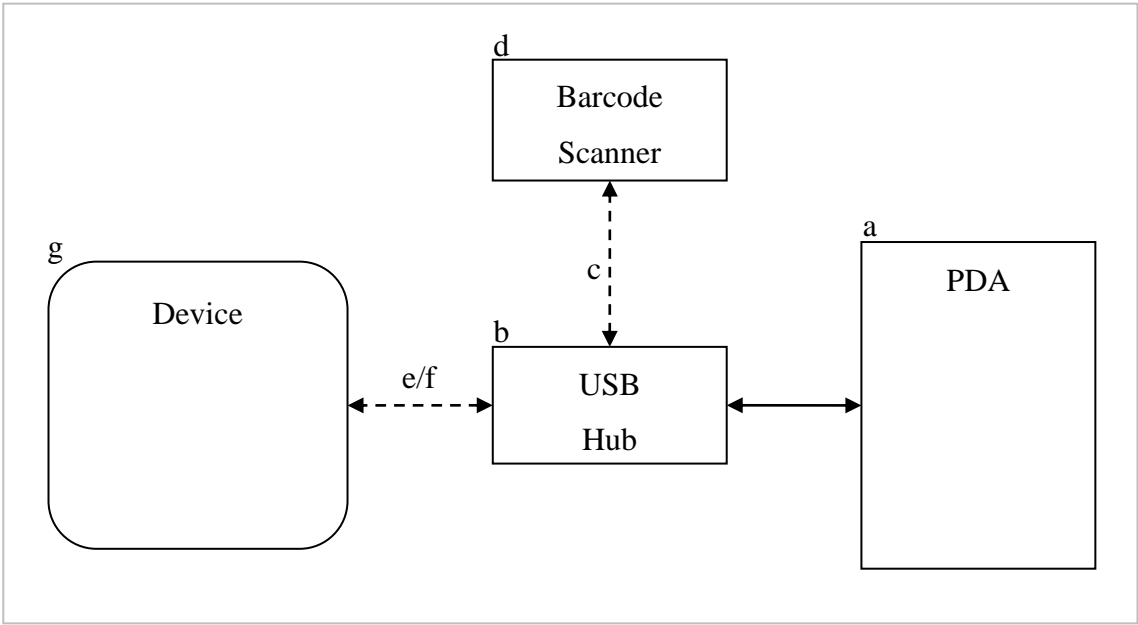 d
Barcode
Scanner
a
PDA
g
Device
c
b
USB
Hub
e/f